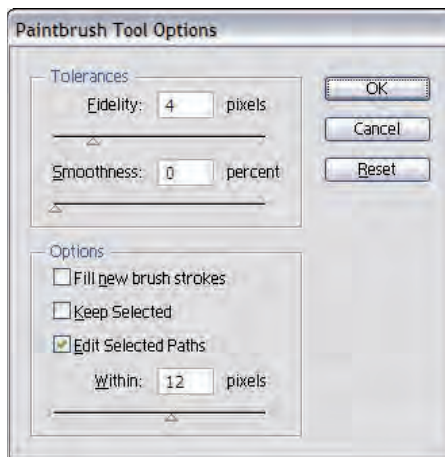 Paintbrush Tool Options
Tolerances
Fidelity: 4 pixels
Smoothness: 0 percent
OK
Cancel
Reset
Options
Fill new brush strokes
Keep Selected
Edit Selected Paths
Within: 12 pixels